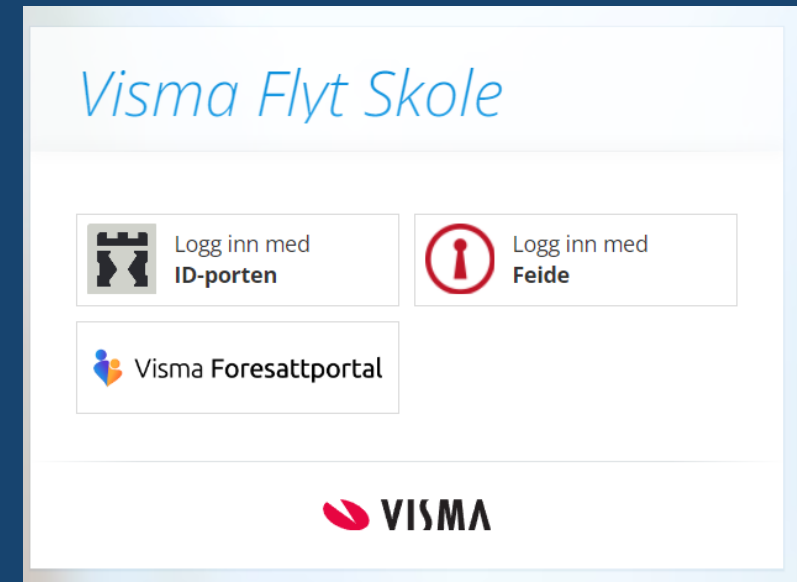 Visma Flyt Skole
Logg inn med
ID-porten
Logg inn med
Feide
Visma Foresattportal
VISMA